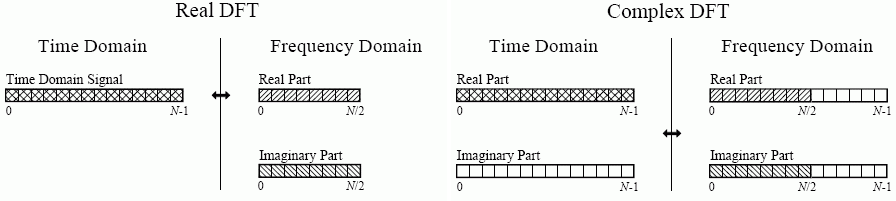 Real DFT
Time Domain
Frequency Domain
Time Domain Signal
0 N-1
Real Part
0 N/2
Imaginary Part
0 N/2
Complex DFT
Time Domain
Frequency Domain
Real Part
0 N-1
Imaginary Part
0 N-1
Real Part
0 N/2 N-1
Imaginary Part
0 N/2 N-1